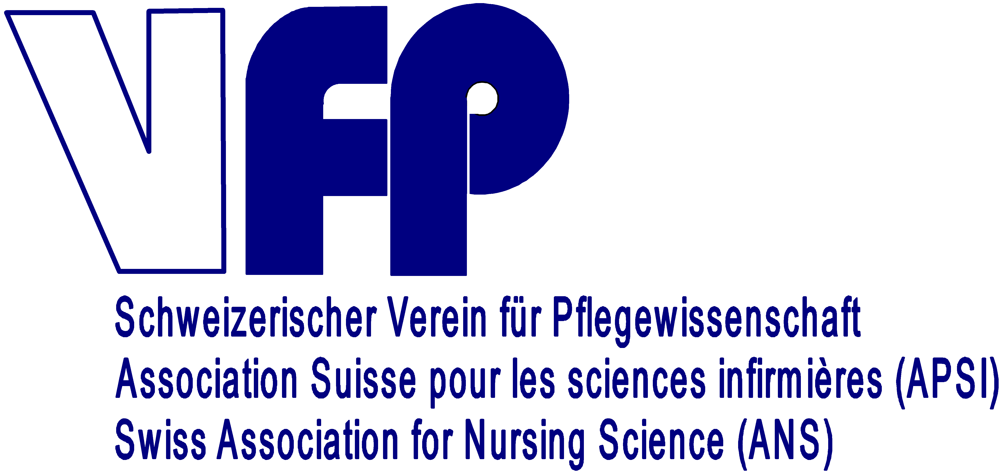 VFP
Schweizerischer Verein für Pflegewissenschaft
Association Suisse pour les sciences infirmières (APSI)
Swiss Association for Nursing Science (ANS)